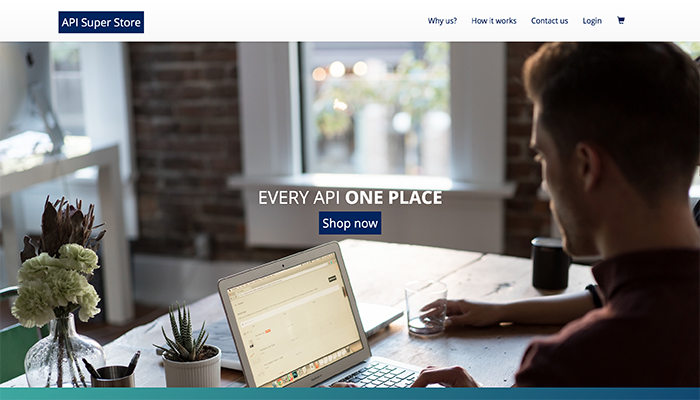 API Super Store
Why us?
How it works
Contact us
Login
EVERY API ONE PLACE
Shop now